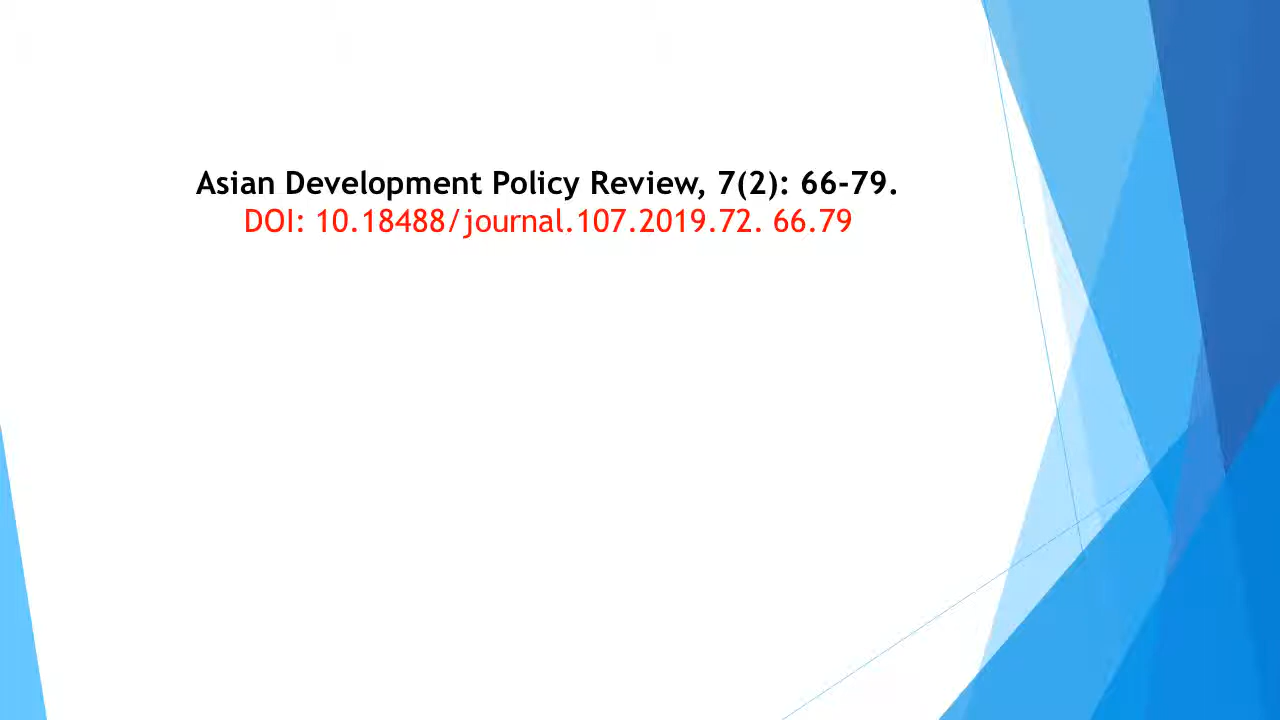 Asian Development Policy Review, 7(2): 66-79.
DOI: 10.18488/journal.107.2019.72. 66.79